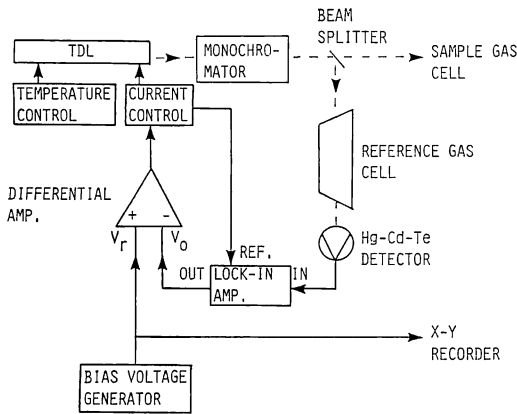 BEAM
SPLITTER
TDL
MONOCHRO-
MATOR
SAMPLE GAS
CELL
TEMPERATURE
CONTROL
CURRENT
CONTROL
REFERENCE GAS
CELL
DIFFERENTIAL
AMP.
+ -
Vr Vo
Hg-Cd-Te
DETECTOR
REF.
OUT LOCK-IN IN
AMP.
X-Y
RECORDER
BIAS VOLTAGE
GENERATOR